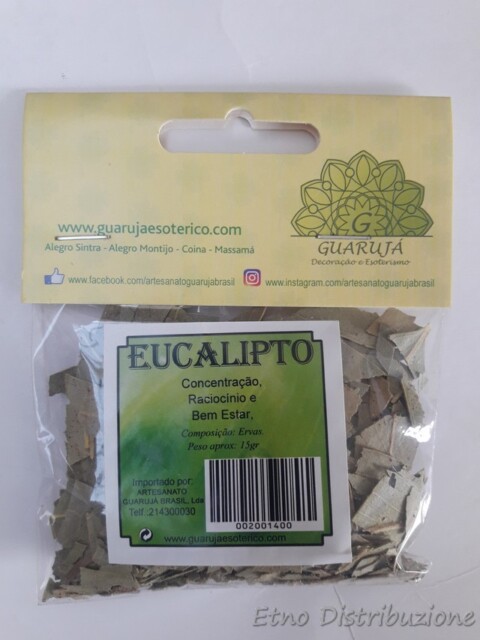 www.guarujaesoterico.com
Alegro Sintra - Alegro Montijo - Coina - Massamá
G
GUARUJÁ
Decoração e Esoterismo
www.facebook.com/artesanatoguarujabrasil
www.instagram.com/artesanatoguarujabrasil
EUCALIPTO
Concentração,
Raciocínio e
Bem Estar,
Composição: Ervas.
Peso aprox: 15gr
Importado por:
ARTESANATO
GUARUJÁ BRASIL, Lda
Telf: 214300030
002001400
www.guarujaesoterico.com
Etno Distribuzione